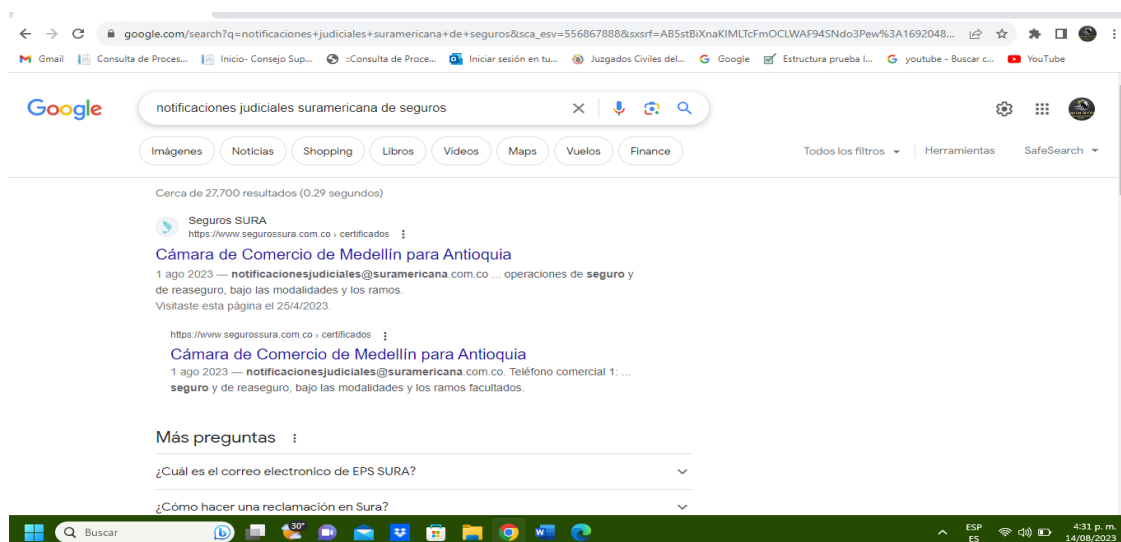 google.com/search?q=notificaciones+judiciales+suramericana+de+seguros&sca_esv=556867888&sxsrf=AB5stBiXnaKIMLTcFmOCLWAF94SNdo3Pew%3A1692048...
Gmail Consulta de Proces... Inicio- Consejo Sup... ::Consulta de Proce... Iniciar sesión en tu... Juzgados Civiles del... Google Estructura prueba l... youtube - Buscar c... YouTube
Google notificaciones judiciales suramericana de seguros
Imágenes Noticias Shopping Libros Vídeos Maps Vuelos Finance Todos los filtros Herramientas SafeSearch
Cerca de 27,700 resultados (0.29 segundos)
Seguros SURA
https://www.segurossura.com.co › certificados
Cámara de Comercio de Medellín para Antioquia
1 ago 2023 — notificacionesjudiciales@suramericana.com.co ... operaciones de seguro y
de reaseguro, bajo las modalidades y los ramos.
Visitaste esta página el 25/4/2023.
https://www.segurossura.com.co › certificados
Cámara de Comercio de Medellín para Antioquia
1 ago 2023 — notificacionesjudiciales@suramericana.com.co. Teléfono comercial 1: ...
seguro y de reaseguro, bajo las modalidades y los ramos facultados.
Más preguntas
¿Cuál es el correo electronico de EPS SURA?
¿Cómo hacer una reclamación en Sura?
Buscar 30° ESP 4:31 p. m.
ES 14/08/2023